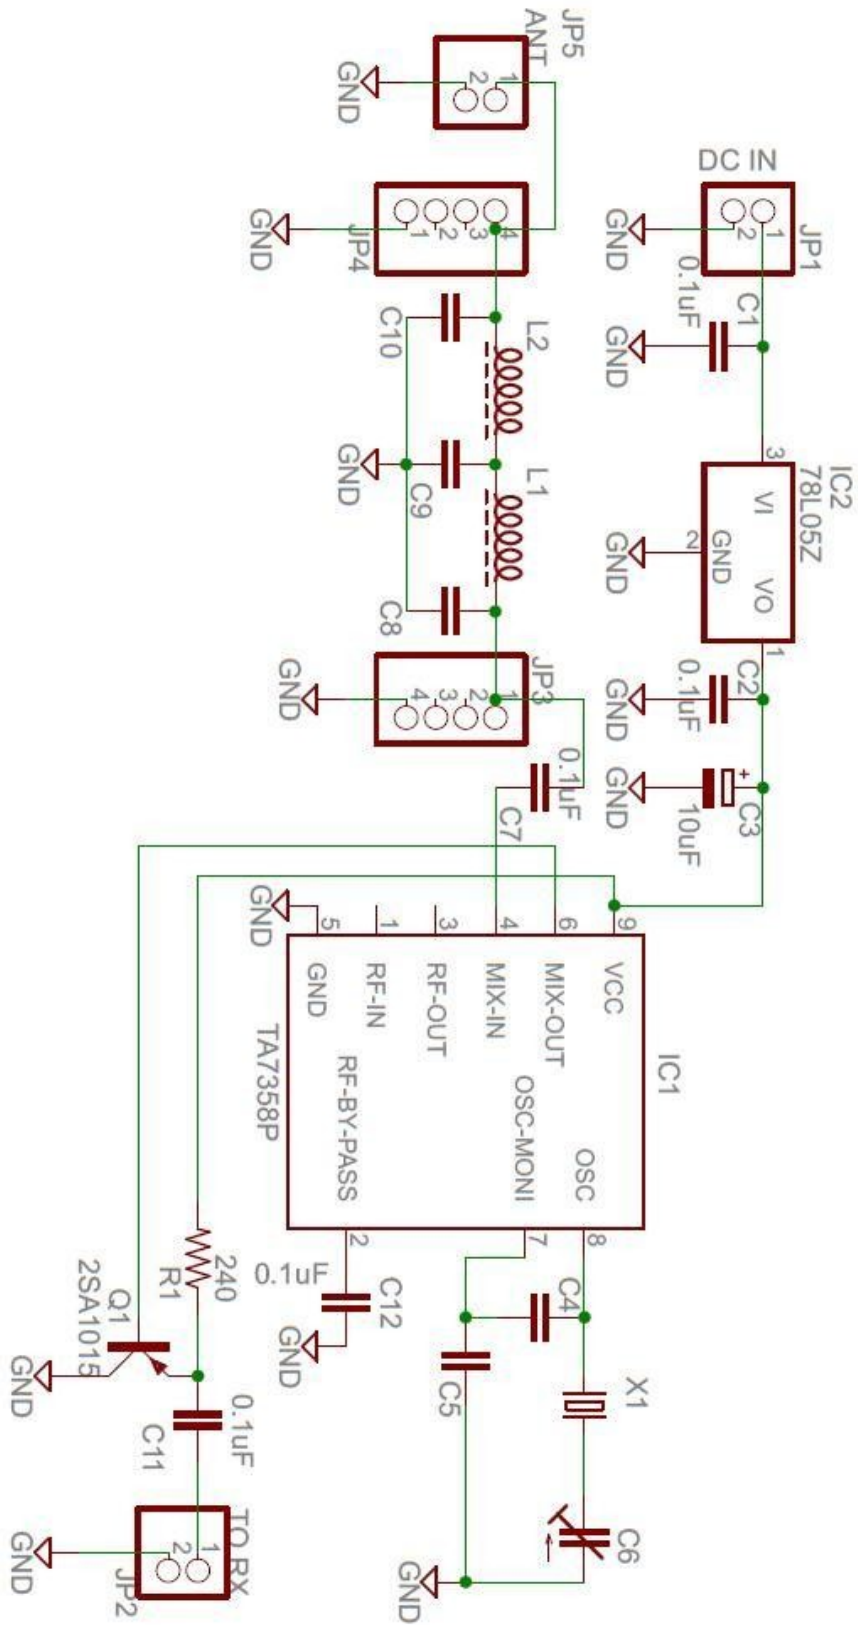 JP5
ANT
1
2
GND
DC IN
JP1
1
2
GND
JP4
4
3
2
1
GND
C1
0.1uF
GND
IC2
78L05Z
3
VI
VO
1
GND
2
GND
C2
0.1uF
GND
+
C3
10uF
GND
L2
L1
C10
C9
C8
GND
JP3
1
2
3
4
GND
0.1uF
C7
IC1
TA7358P
9
VCC
6
MIX-OUT
4
MIX-IN
3
RF-OUT
1
RF-IN
5
GND
GND
OSC
8
OSC-MONI
7
RF-BY-PASS
2
C12
0.1uF
GND
C4
C5
X1
C6
GND
240
R1
Q1
2SA1015
GND
0.1uF
C11
TO RX
1
2
JP2
GND